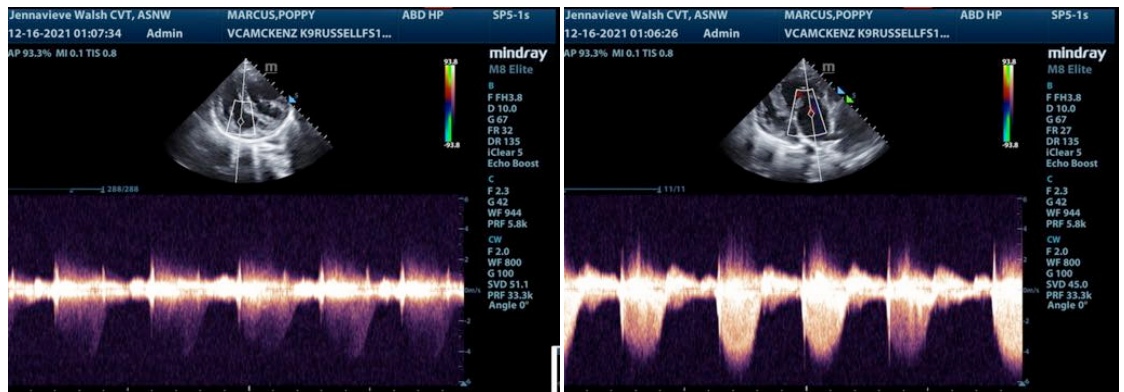 Jennavieve Walsh CVT, ASNW MARCUS,POPPY ABD HP SP5-1s
12-16-2021 01:07:34 Admin VCAMCKENZ K9RUSSELLFS1...
AP 93.3% MI 0.1 TIS 0.8
mindray
M8 Elite
m
93.8
-93.8
B
F FH3.8
D 10.0
G 67
FR 32
DR 135
iClear 5
Echo Boost
C
F 2.3
G 42
WF 944
PRF 5.8k
CW
F 2.0
WF 800
G 100
SVD 51.1
PRF 33.3k
Angle 0°
5
288/288
-2
-4
Jennavieve Walsh CVT, ASNW MARCUS,POPPY ABD HP SP5-1s
12-16-2021 01:06:26 Admin VCAMCKENZ K9RUSSELLFS1...
AP 93.3% MI 0.1 TIS 0.8
mindray
M8 Elite
m
93.8
-93.8
B
F FH3.8
D 10.0
G 67
FR 27
DR 135
iClear 5
Echo Boost
C
F 2.3
G 42
WF 944
PRF 5.8k
CW
F 2.0
WF 800
G 100
SVD 45.0
PRF 33.3k
Angle 0°
5
11/11
-2
-4